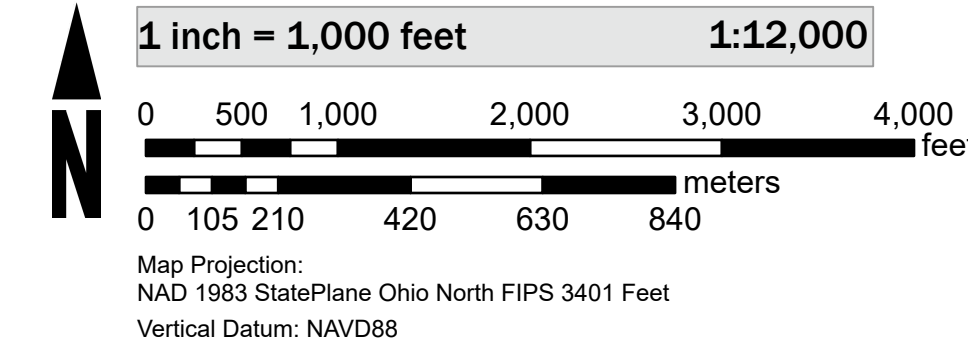 1 inch = 1,000 feet 1:12,000
0 500 1,000 2,000 3,000 4,000
feet
meters
0 105 210 420 630 840
N
Map Projection:
NAD 1983 StatePlane Ohio North FIPS 3401 Feet
Vertical Datum: NAVD88